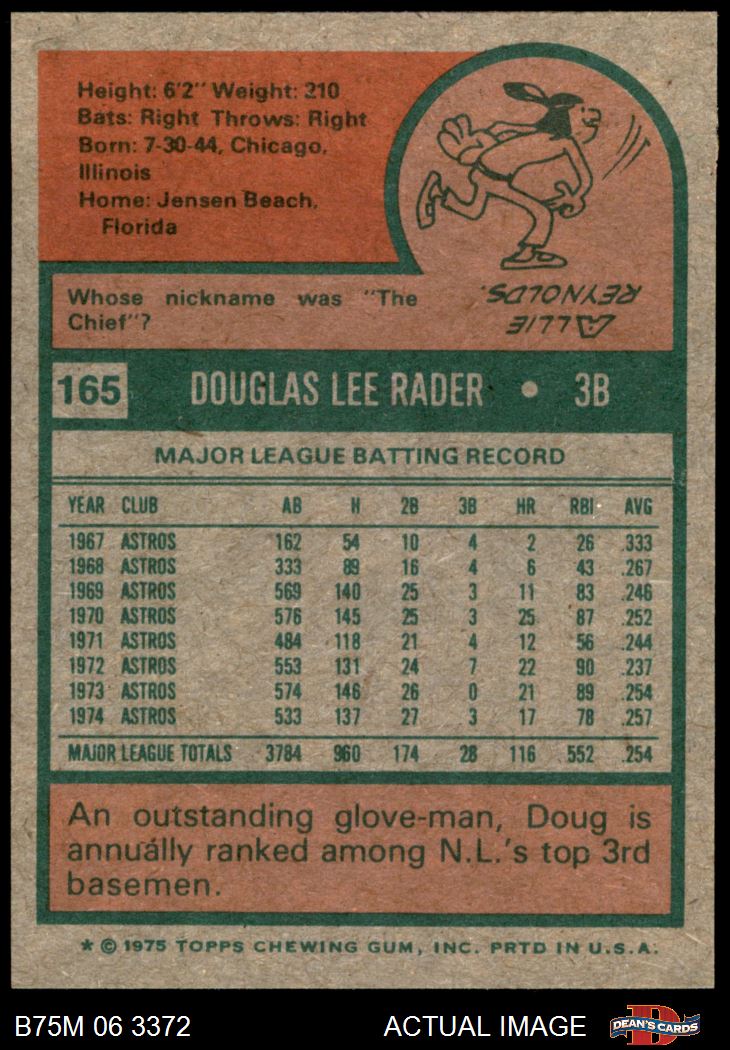 Height: 6'2" Weight: 210
Bats: Right Throws: Right
Born: 7-30-44, Chicago,
Illinois
Home: Jensen Beach,
Florida
Whose nickname was "The
Chief"?
ALLIE
REYNOLDS.
165 DOUGLAS LEE RADER • 3B
MAJOR LEAGUE BATTING RECORD
YEAR CLUB AB H 2B 3B HR RBI AVG
1967 ASTROS 162 54 10 4 2 26 .333
1968 ASTROS 333 89 16 4 6 43 .267
1969 ASTROS 569 140 25 3 11 83 .246
1970 ASTROS 576 145 25 3 25 87 .252
1971 ASTROS 484 118 21 4 12 56 .244
1972 ASTROS 553 131 24 7 22 90 .237
1973 ASTROS 574 146 26 0 21 89 .254
1974 ASTROS 533 137 27 3 17 78 .257
MAJOR LEAGUE TOTALS 3784 960 174 28 116 552 .254
An outstanding glove-man, Doug is
annually ranked among N.L.'s top 3rd
basemen.
* © 1975 TOPPS CHEWING GUM, INC. PRTD IN U.S.A.
B75M 06 3372 ACTUAL IMAGE
D
DEAN'S CARDS